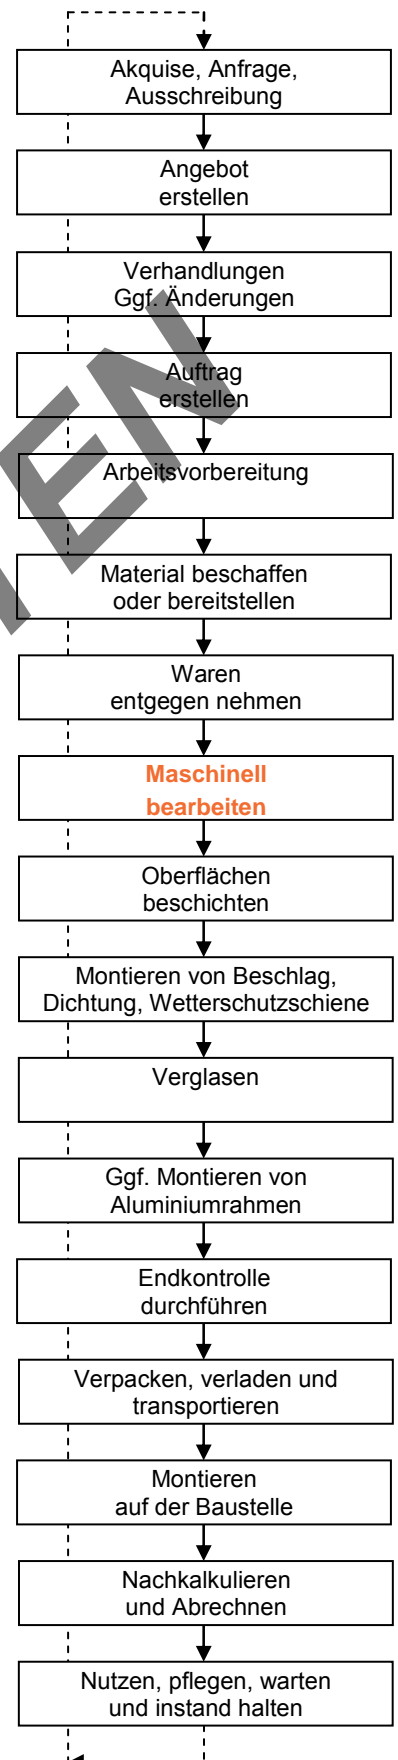 Akquise, Anfrage,
Ausschreibung
Angebot
erstellen
Verhandlungen
Ggf. Änderungen
Auftrag
erstellen
Arbeitsvorbereitung
Material beschaffen
oder bereitstellen
Waren
entgegen nehmen
Maschinell
bearbeiten
Oberflächen
beschichten
Montieren von Beschlag,
Dichtung, Wetterschutzschiene
Verglasen
Ggf. Montieren von
Aluminiumrahmen
Endkontrolle
durchführen
Verpacken, verladen und
transportieren
Montieren
auf der Baustelle
Nachkalkulieren
und Abrechnen
Nutzen, pflegen, warten
und instand halten